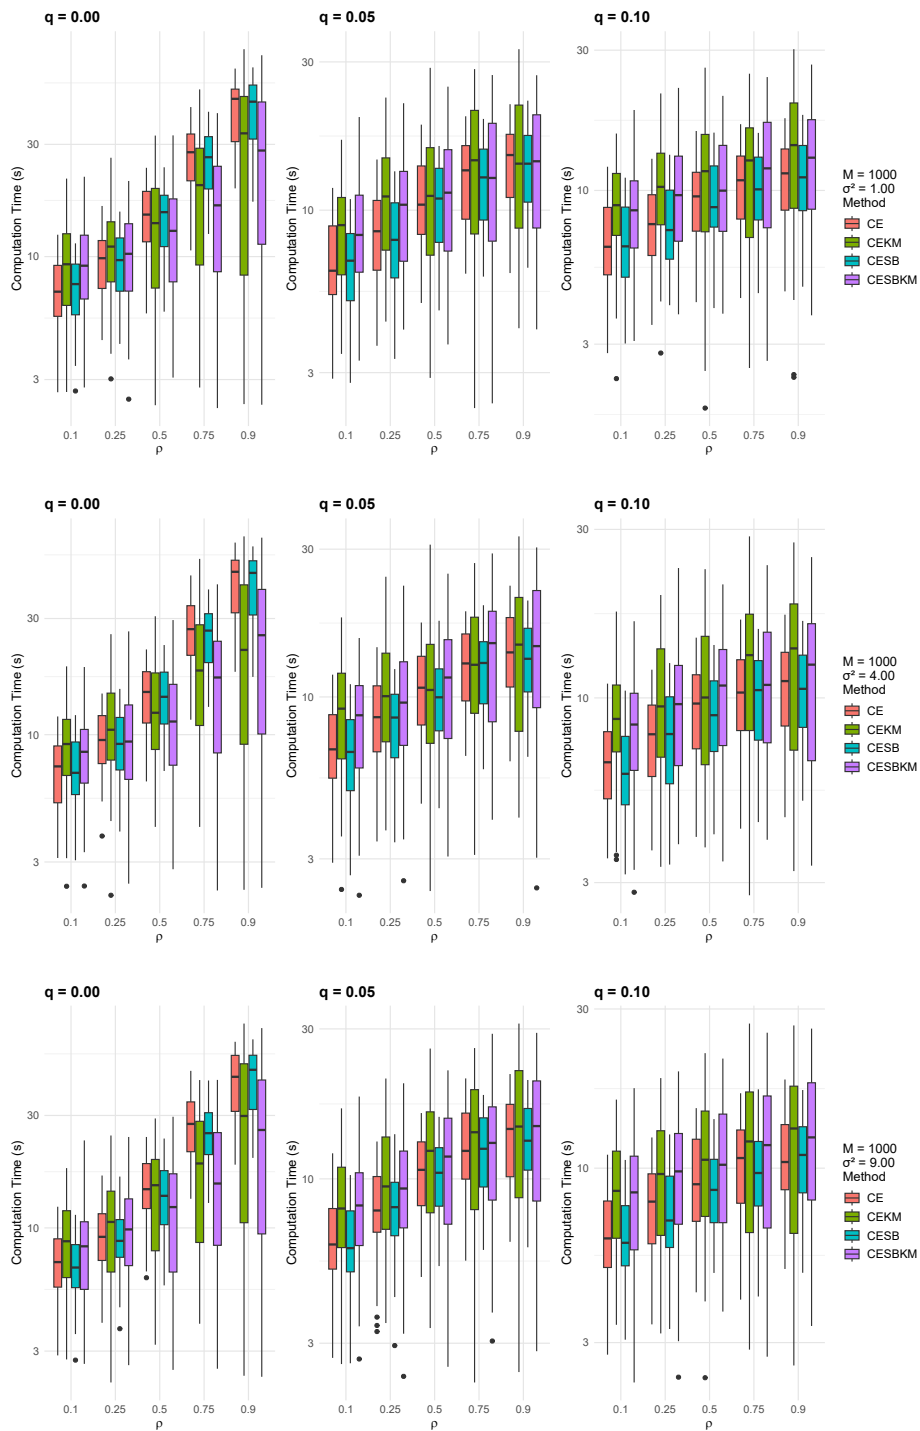 q = 0.00
q = 0.05
q = 0.10
Computation Time (s)
30
10
3
0.1 0.25 0.5 0.75 0.9
ρ
Computation Time (s)
30
10
3
0.1 0.25 0.5 0.75 0.9
ρ
Computation Time (s)
30
10
3
0.1 0.25 0.5 0.75 0.9
ρ
M = 1000
σ² = 1.00
Method
CE
CEKM
CESB
CESBKM
q = 0.00
q = 0.05
q = 0.10
Computation Time (s)
30
10
3
0.1 0.25 0.5 0.75 0.9
ρ
Computation Time (s)
30
10
3
0.1 0.25 0.5 0.75 0.9
ρ
Computation Time (s)
30
10
3
0.1 0.25 0.5 0.75 0.9
ρ
M = 1000
σ² = 4.00
Method
CE
CEKM
CESB
CESBKM
q = 0.00
q = 0.05
q = 0.10
Computation Time (s)
30
10
3
0.1 0.25 0.5 0.75 0.9
ρ
Computation Time (s)
30
10
3
0.1 0.25 0.5 0.75 0.9
ρ
Computation Time (s)
30
10
3
0.1 0.25 0.5 0.75 0.9
ρ
M = 1000
σ² = 9.00
Method
CE
CEKM
CESB
CESBKM